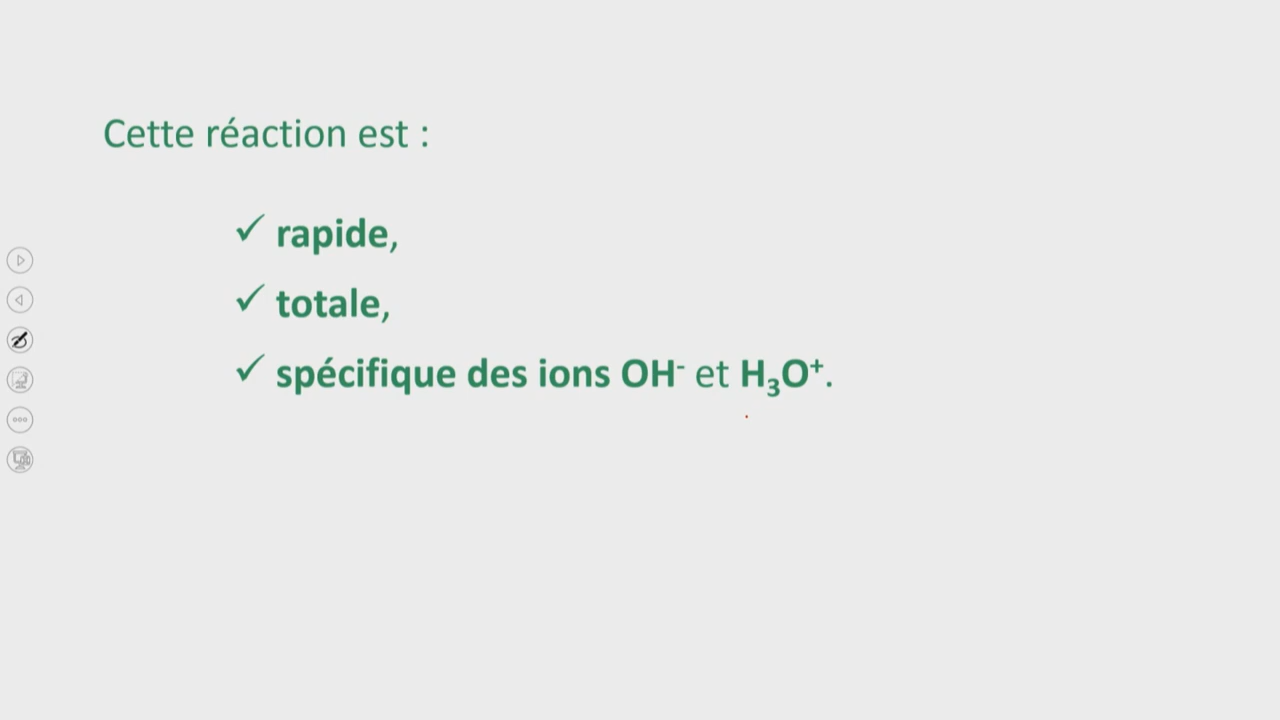 Cette réaction est :
✓ rapide,
✓ totale,
✓ spécifique des ions OH⁻ et H₃O⁺.